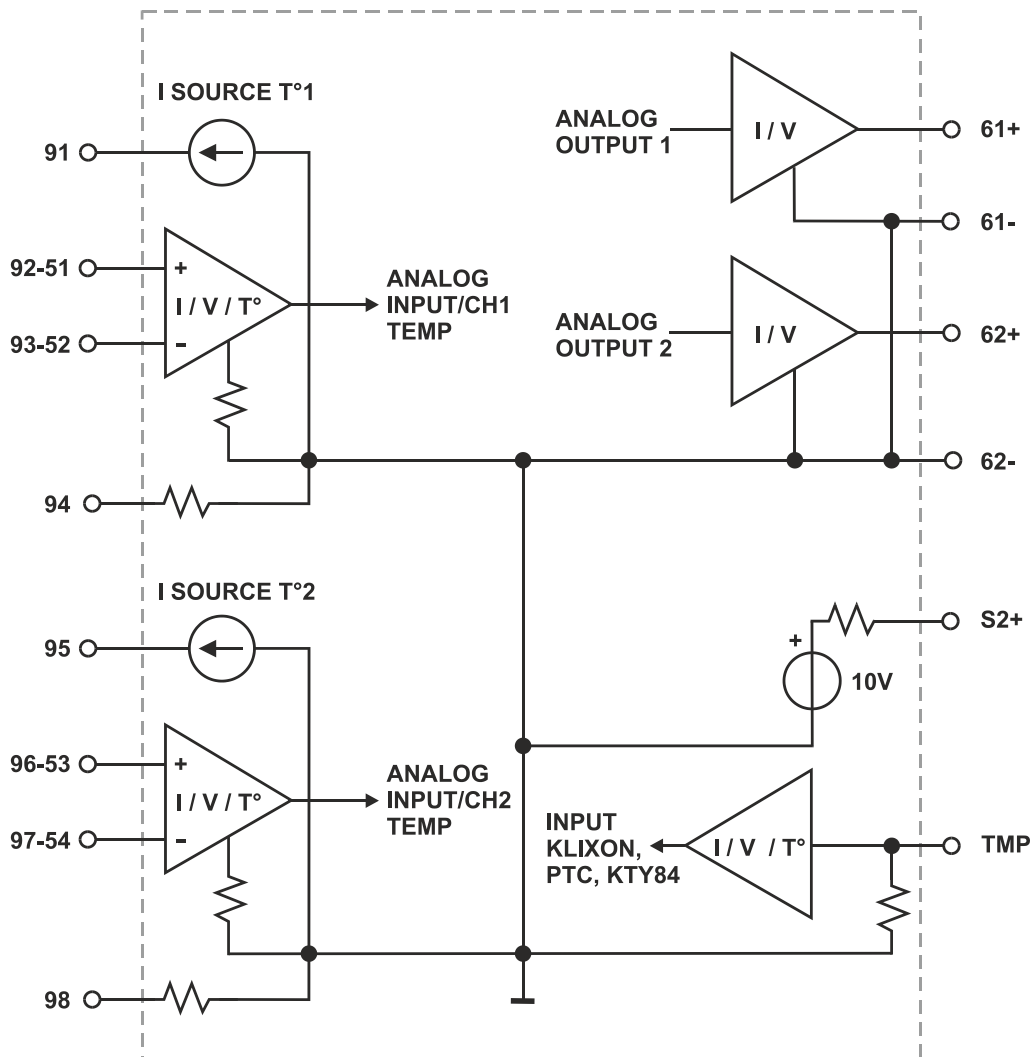 I SOURCE T°1
91
92-51
+
I / V / T°
93-52
-
ANALOG
INPUT/CH1
TEMP
94
ANALOG
OUTPUT 1
I / V
61+
61-
ANALOG
OUTPUT 2
I / V
62+
62-
I SOURCE T°2
95
96-53
+
I / V / T°
97-54
-
ANALOG
INPUT/CH2
TEMP
98
+
10V
S2+
INPUT
KLIXON,
PTC, KTY84
I / V / T°
TMP